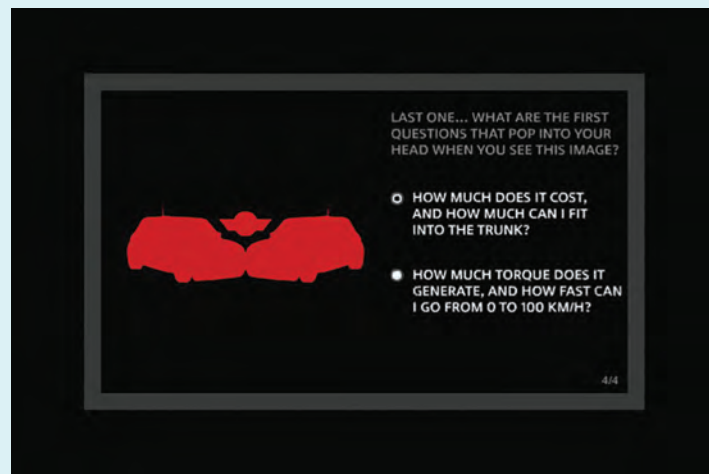 LAST ONE... WHAT ARE THE FIRST
QUESTIONS THAT POP INTO YOUR
HEAD WHEN YOU SEE THIS IMAGE?
HOW MUCH DOES IT COST,
AND HOW MUCH CAN I FIT
INTO THE TRUNK?
HOW MUCH TORQUE DOES IT
GENERATE, AND HOW FAST CAN
I GO FROM 0 TO 100 KM/H?
4/4